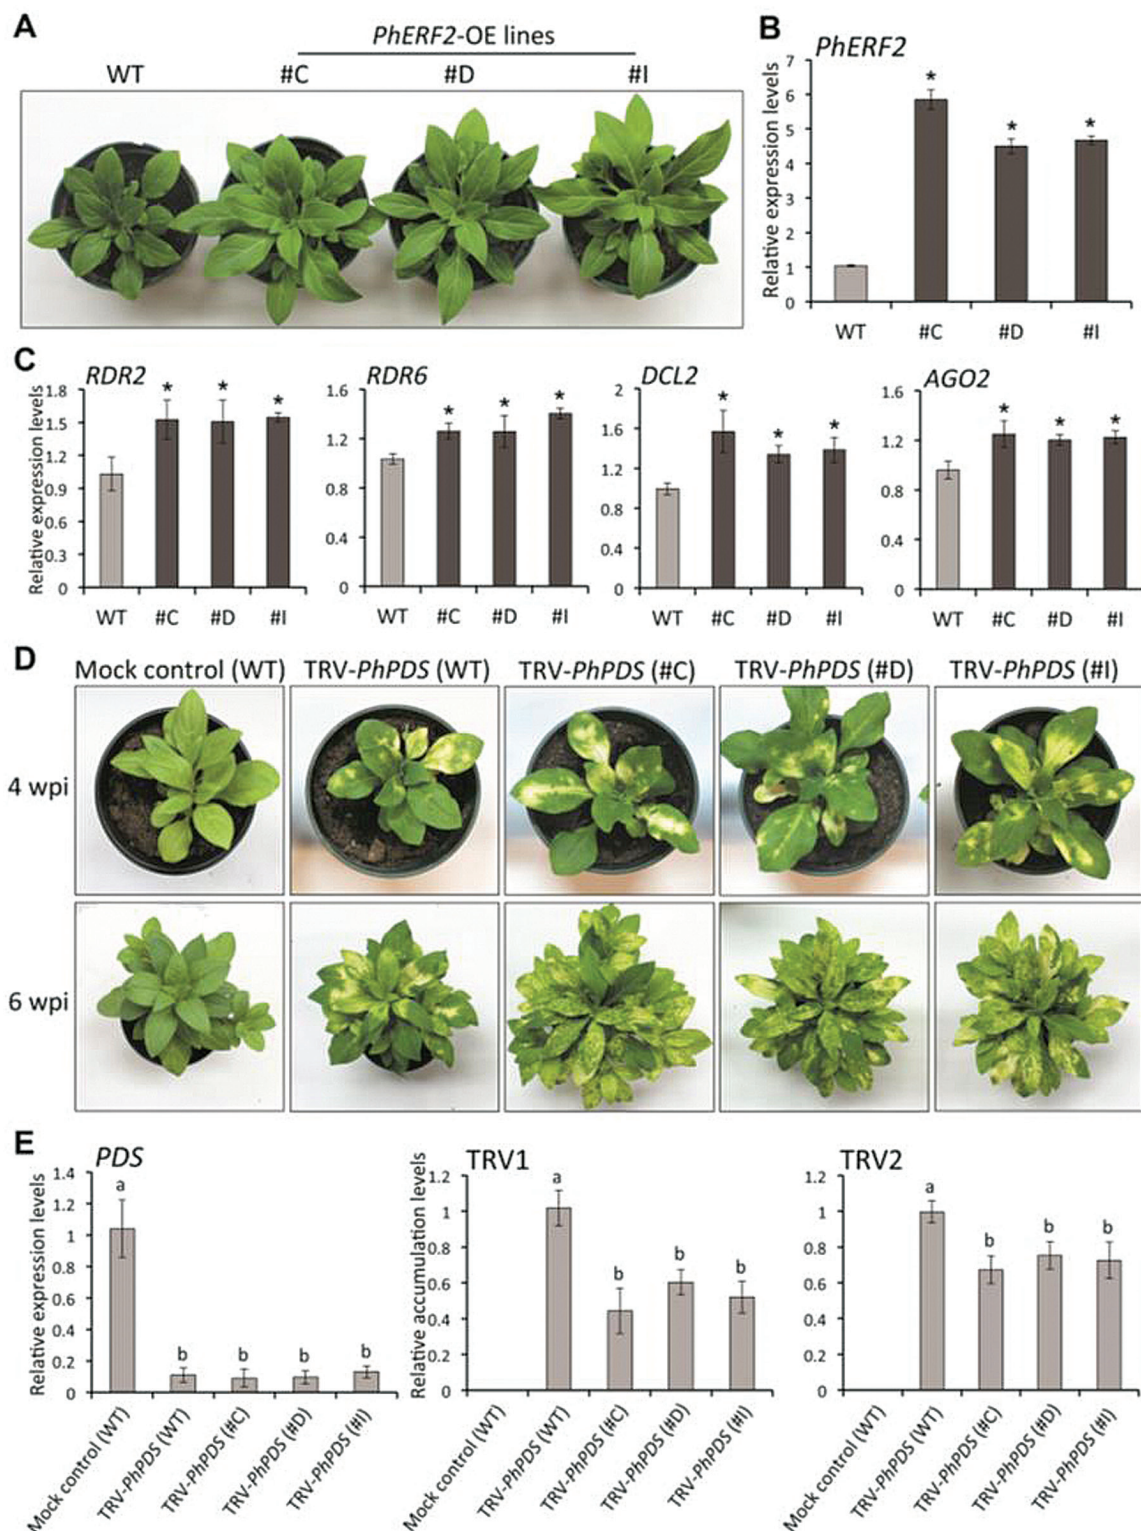 A
PhERF2-OE lines
WT #C #D #I
B
PhERF2
Relative expression levels
7
6
5
4
3
2
1
0
* * *
WT #C #D #I
C
RDR2
Relative expression levels
1.8
1.5
1.2
0.9
0.6
0.3
0
* * *
WT #C #D #I
RDR6
1.6
1.2
0.8
0.4
0
* * *
WT #C #D #I
DCL2
2
1.6
1.2
0.8
0.4
0
* * *
WT #C #D #I
AGO2
1.6
1.2
0.8
0.4
0
* * *
WT #C #D #I
D
Mock control (WT) TRV-PhPDS (WT) TRV-PhPDS (#C) TRV-PhPDS (#D) TRV-PhPDS (#I)
4 wpi
6 wpi
E
PDS
Relative expression levels
1.4
1.2
1
0.8
0.6
0.4
0.2
0
a b b b b
Mock control (WT)
TRV-PhPDS (WT)
TRV-PhPDS (#C)
TRV-PhPDS (#D)
TRV-PhPDS (#I)
TRV1
Relative accumulation levels
1.2
1
0.8
0.6
0.4
0.2
0
a b b b
Mock control (WT)
TRV-PhPDS (WT)
TRV-PhPDS (#C)
TRV-PhPDS (#D)
TRV-PhPDS (#I)
TRV2
1.2
1
0.8
0.6
0.4
0.2
0
a b b b
Mock control (WT)
TRV-PhPDS (WT)
TRV-PhPDS (#C)
TRV-PhPDS (#D)
TRV-PhPDS (#I)